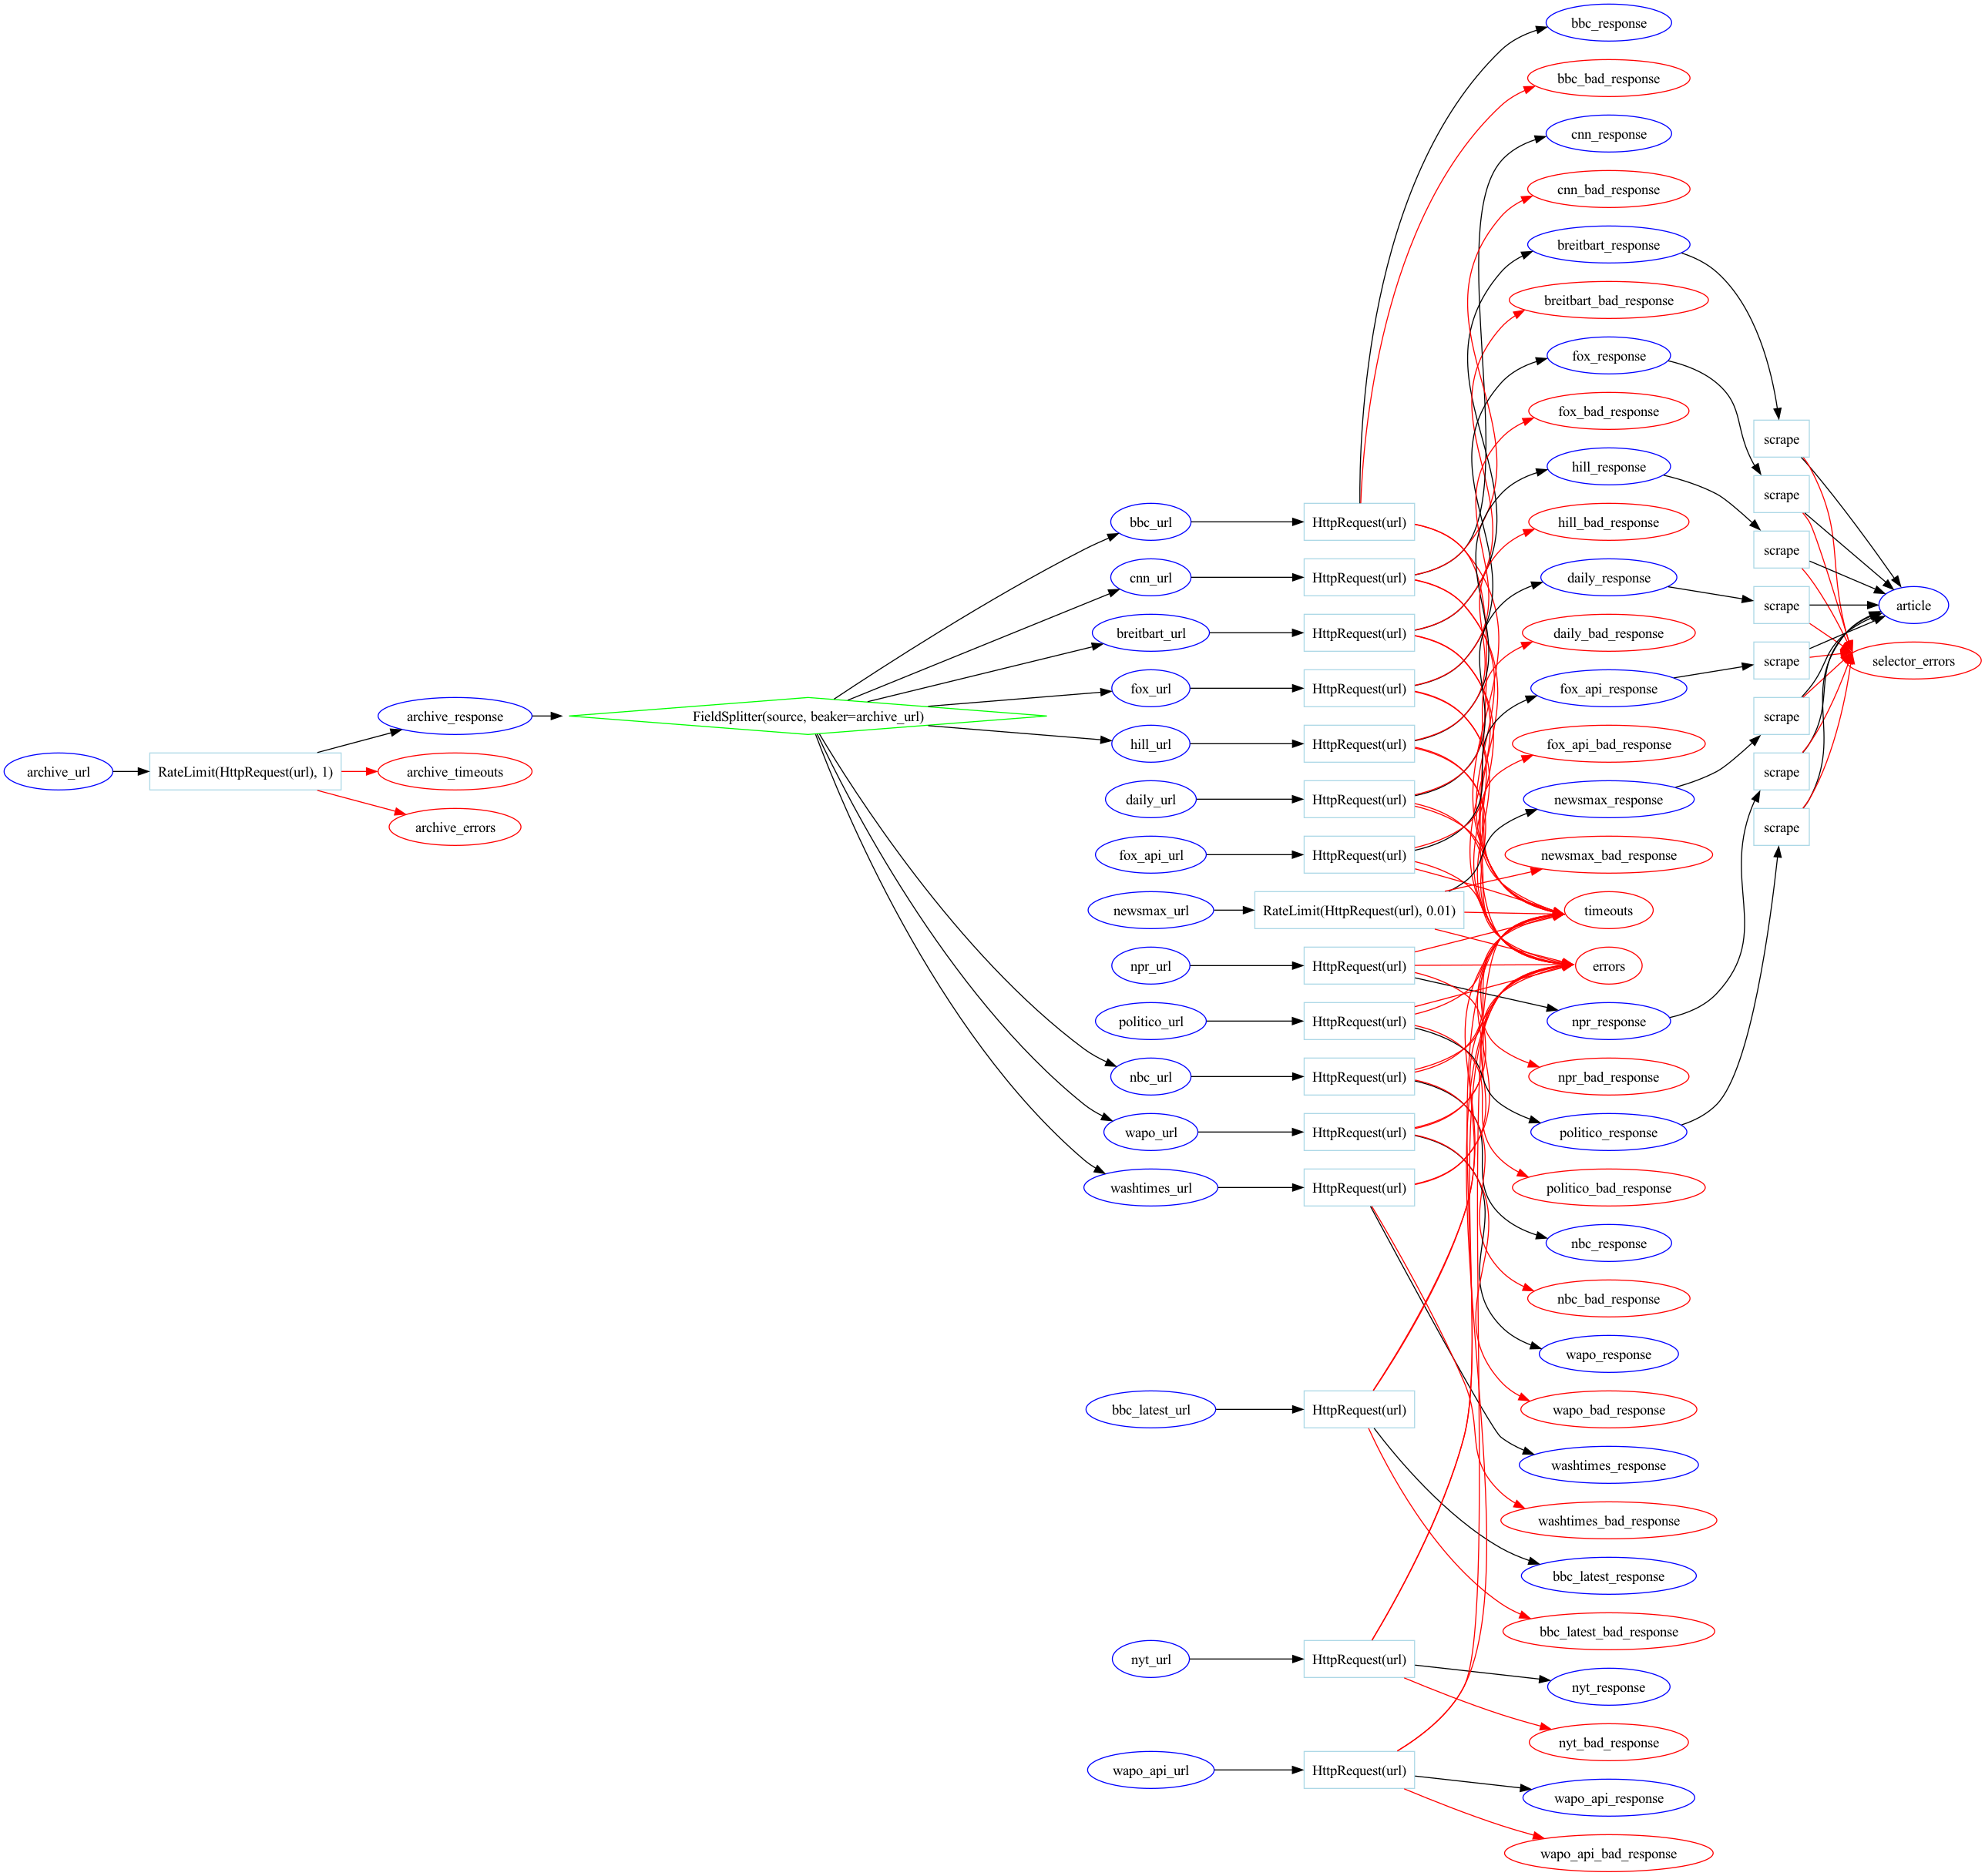 archive_url
RateLimit(HttpRequest(url), 1)
archive_response
archive_timeouts
archive_errors
FieldSplitter(source, beaker=archive_url)
bbc_url
cnn_url
breitbart_url
fox_url
hill_url
daily_url
fox_api_url
newsmax_url
npr_url
politico_url
nbc_url
wapo_url
washtimes_url
bbc_latest_url
nyt_url
wapo_api_url
HttpRequest(url)
HttpRequest(url)
HttpRequest(url)
HttpRequest(url)
HttpRequest(url)
HttpRequest(url)
HttpRequest(url)
RateLimit(HttpRequest(url), 0.01)
HttpRequest(url)
HttpRequest(url)
HttpRequest(url)
HttpRequest(url)
HttpRequest(url)
HttpRequest(url)
HttpRequest(url)
HttpRequest(url)
bbc_response
bbc_bad_response
cnn_response
cnn_bad_response
breitbart_response
breitbart_bad_response
fox_response
fox_bad_response
hill_response
hill_bad_response
daily_response
daily_bad_response
fox_api_response
fox_api_bad_response
newsmax_response
newsmax_bad_response
timeouts
errors
npr_response
npr_bad_response
politico_response
politico_bad_response
nbc_response
nbc_bad_response
wapo_response
wapo_bad_response
washtimes_response
washtimes_bad_response
bbc_latest_response
bbc_latest_bad_response
nyt_response
nyt_bad_response
wapo_api_response
wapo_api_bad_response
scrape
scrape
scrape
scrape
scrape
scrape
scrape
scrape
article
selector_errors